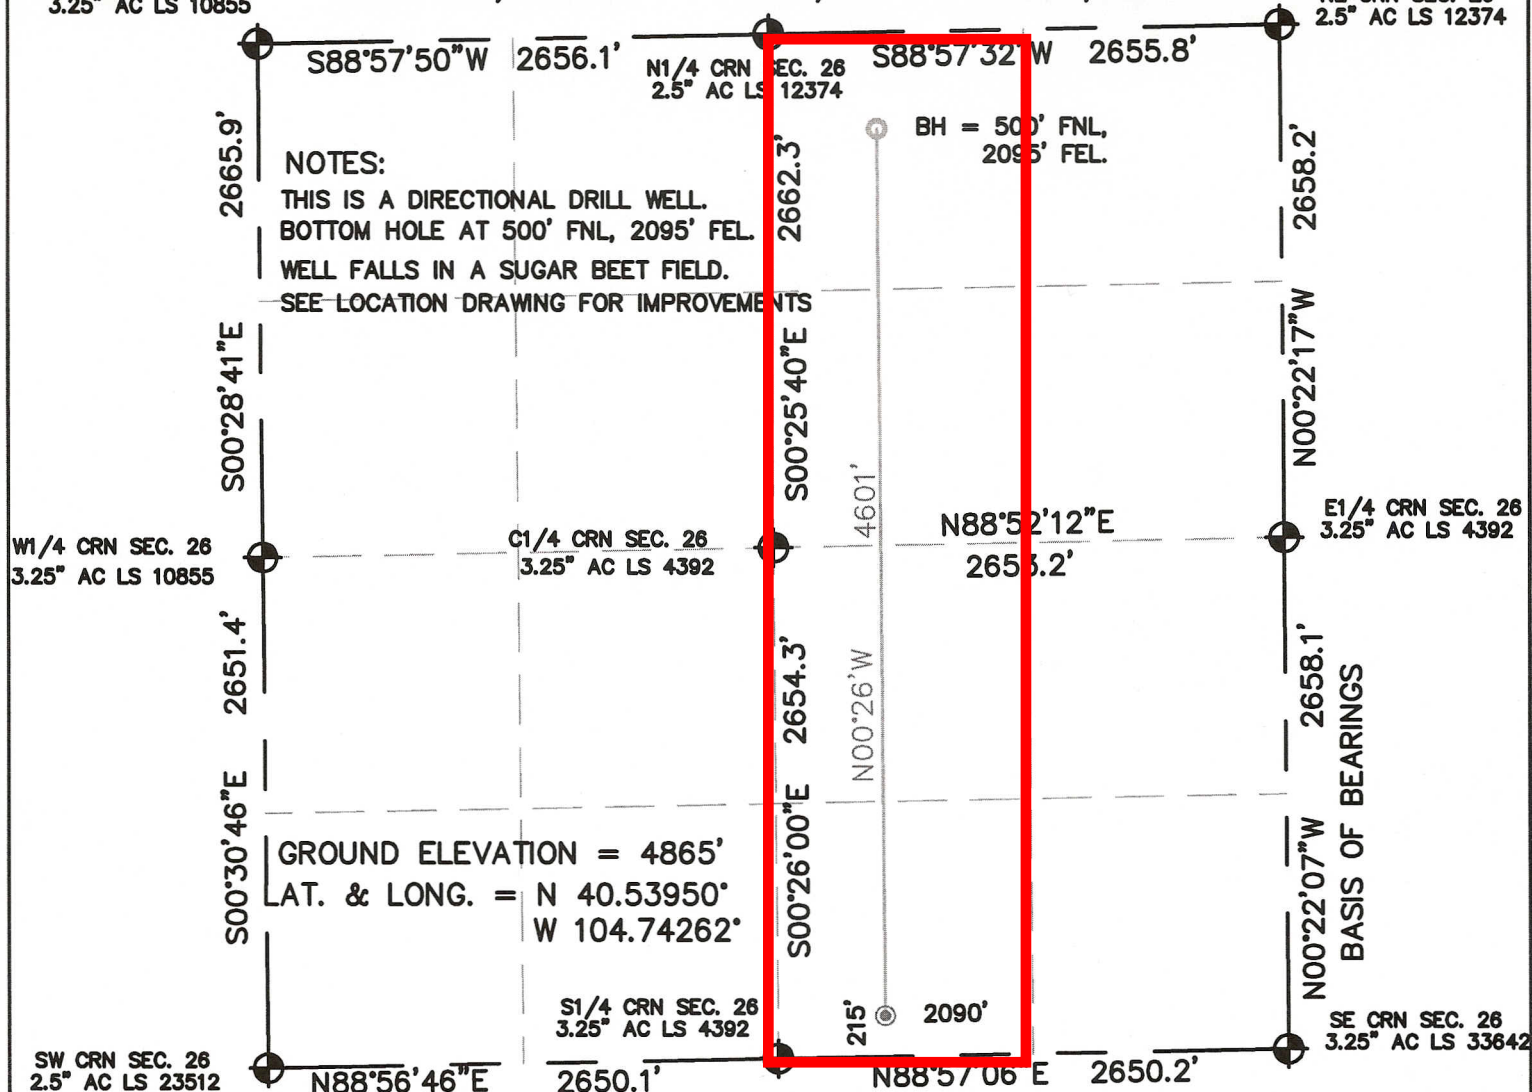 3.25" AC LS 10855
2.5" AC LS 12374
S88°57'50"W 2656.1'
S88°57'32"W 2655.8'
N1/4 CRN SEC. 26
2.5" AC LS 12374
BH = 500' FNL,
2095' FEL.
2665.9'
NOTES:
THIS IS A DIRECTIONAL DRILL WELL.
BOTTOM HOLE AT 500' FNL, 2095' FEL.
WELL FALLS IN A SUGAR BEET FIELD.
SEE LOCATION DRAWING FOR IMPROVEMENTS
2662.3'
2658.2'
S00°28'41"E
S00°25'40"E
N00°22'17"W
4601'
N88°52'12"E
2653.2'
W1/4 CRN SEC. 26
3.25" AC LS 10855
C1/4 CRN SEC. 26
3.25" AC LS 4392
E1/4 CRN SEC. 26
3.25" AC LS 4392
2651.4'
2654.3'
N00°26'W
2658.1'
S00°30'46"E
S00°26'00"E
N00°22'07"W
BASIS OF BEARINGS
GROUND ELEVATION = 4865'
LAT. & LONG. = N 40.53950°
W 104.74262°
S1/4 CRN SEC. 26
3.25" AC LS 4392
215'
2090'
SE CRN SEC. 26
3.25" AC LS 33642
SW CRN SEC. 26
2.5" AC LS 23512
N88°56'46"E 2650.1'
N88°57'06"E 2650.2'